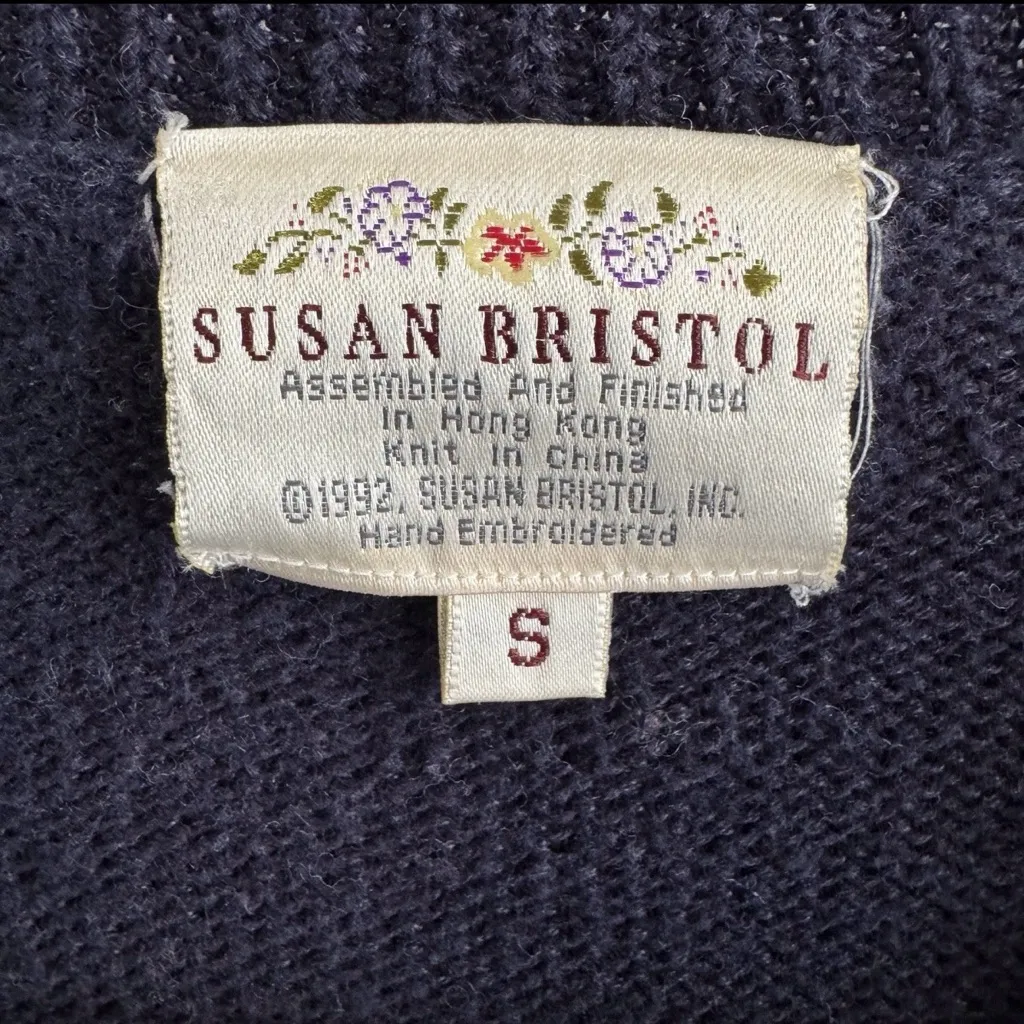 SUSAN BRISTOL
Assembled And Finished
In Hong Kong
Knit In China
©1992, SUSAN BRISTOL, INC.
Hand Embroidered
S